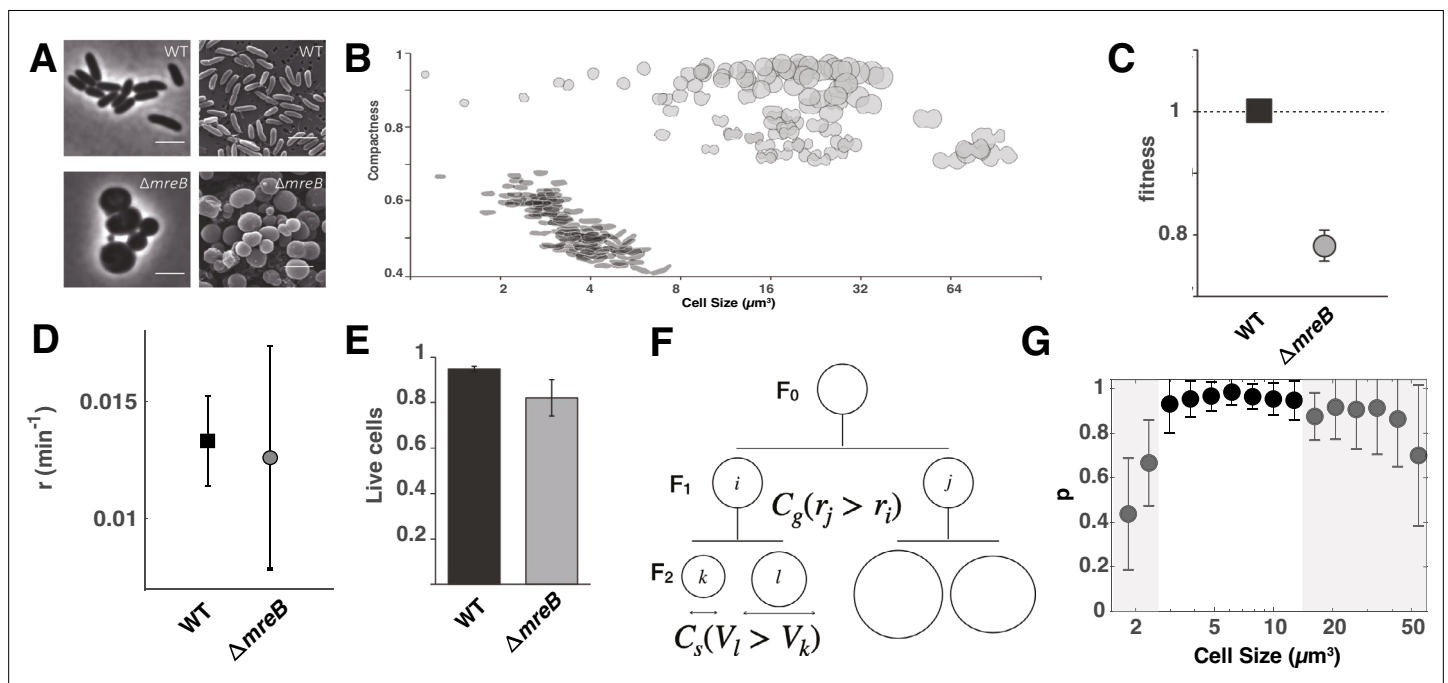 A
WT
WT
ΔmreB
ΔmreB
B
Compactness
1
0.8
0.6
0.4
2
4
8
16
32
64
Cell Size (µm³)
C
fitness
1
0.8
WT
ΔmreB
D
r (min⁻¹)
0.015
0.01
WT
ΔmreB
E
Live cells
1
0.8
0.6
0.4
0.2
WT
ΔmreB
F
F₀
F₁
i
j
C_g(r_j > r_i)
F₂
k
l
C_s(V_l > V_k)
G
p
1
0.8
0.6
0.4
0.2
0
2
5
10
20
50
Cell Size (µm³)